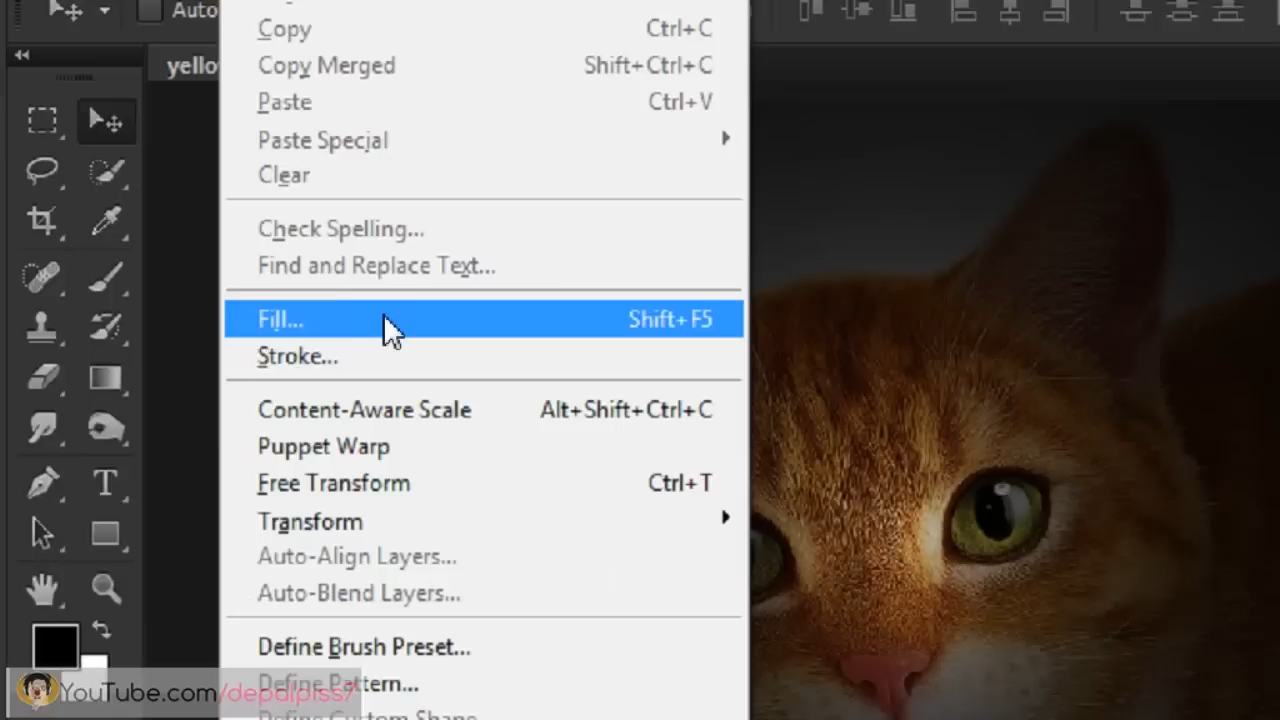 Auto
yello
Copy Ctrl+C
Copy Merged Shift+Ctrl+C
Paste Ctrl+V
Paste Special
Clear
Check Spelling...
Find and Replace Text...
Fill... Shift+F5
Stroke...
Content-Aware Scale Alt+Shift+Ctrl+C
Puppet Warp
Free Transform Ctrl+T
Transform
Auto-Align Layers...
Auto-Blend Layers...
Define Brush Preset...
Define Pattern...
YouTube.com/depalpiss7
Define Custom Shape